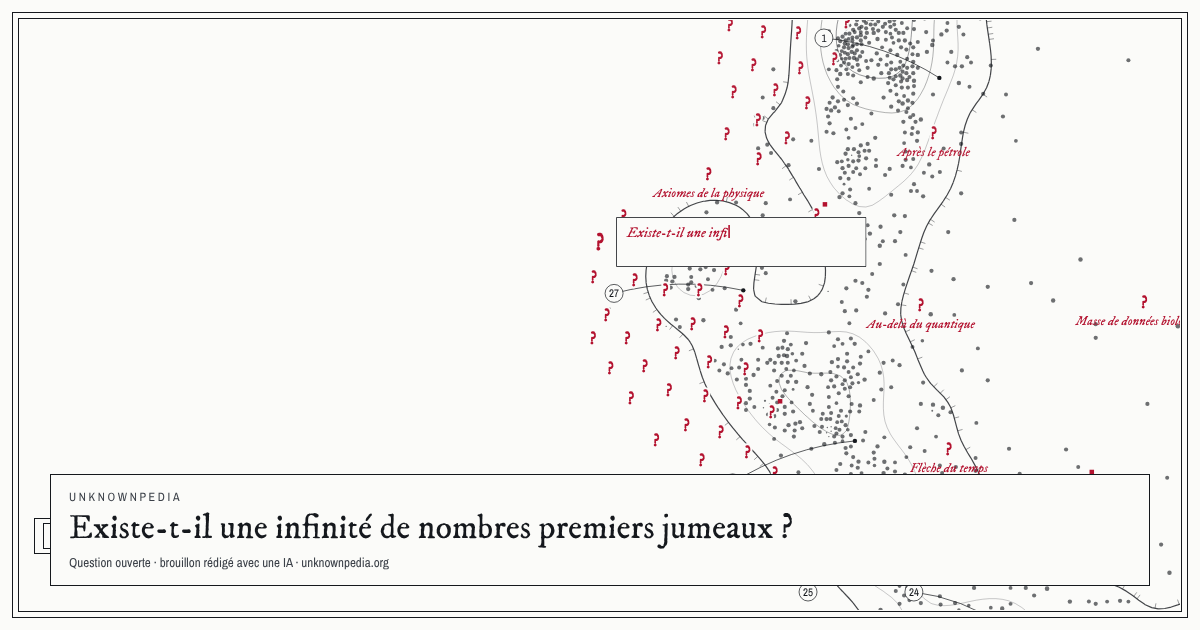 1
Après le pétrole
Axiomes de la physique
Existe-t-il une infi
27
Au-delà du quantique
Masse de données biol
Flèche du temps
UNKNOWNPEDIA
Existe-t-il une infinité de nombres premiers jumeaux ?
Question ouverte · brouillon rédigé avec une IA · unknownpedia.org
25
24